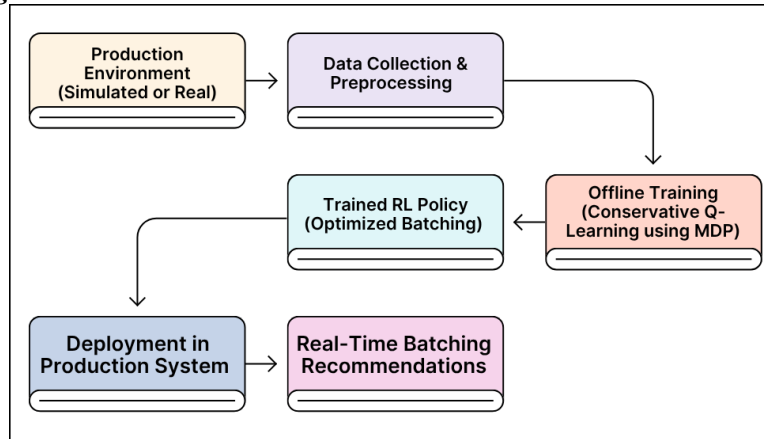 Production
Environment
(Simulated or Real)
Data Collection &
Preprocessing
Offline Training
(Conservative Q-
Learning using MDP)
Trained RL Policy
(Optimized Batching)
Deployment in
Production System
Real-Time Batching
Recommendations